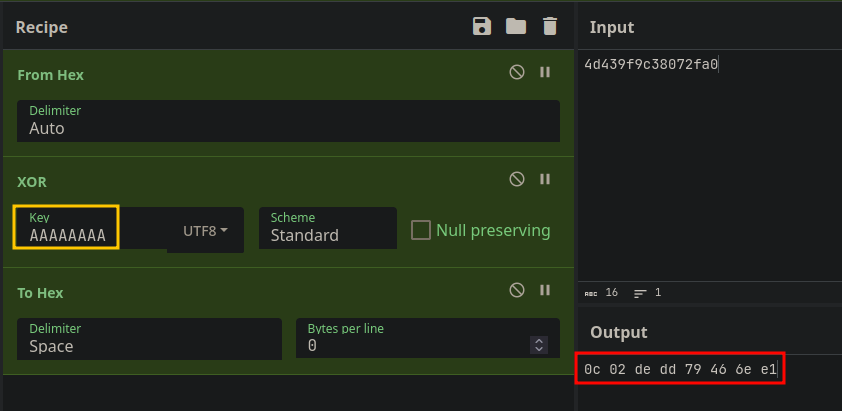 Recipe
From Hex
Delimiter
Auto
XOR
Key
AAAAAAAA
UTF8
Scheme
Standard
Null preserving
To Hex
Delimiter
Space
Bytes per line
0
Input
4d439f9c38072fa0
ABC 16 1
Output
0c 02 de dd 79 46 6e e1